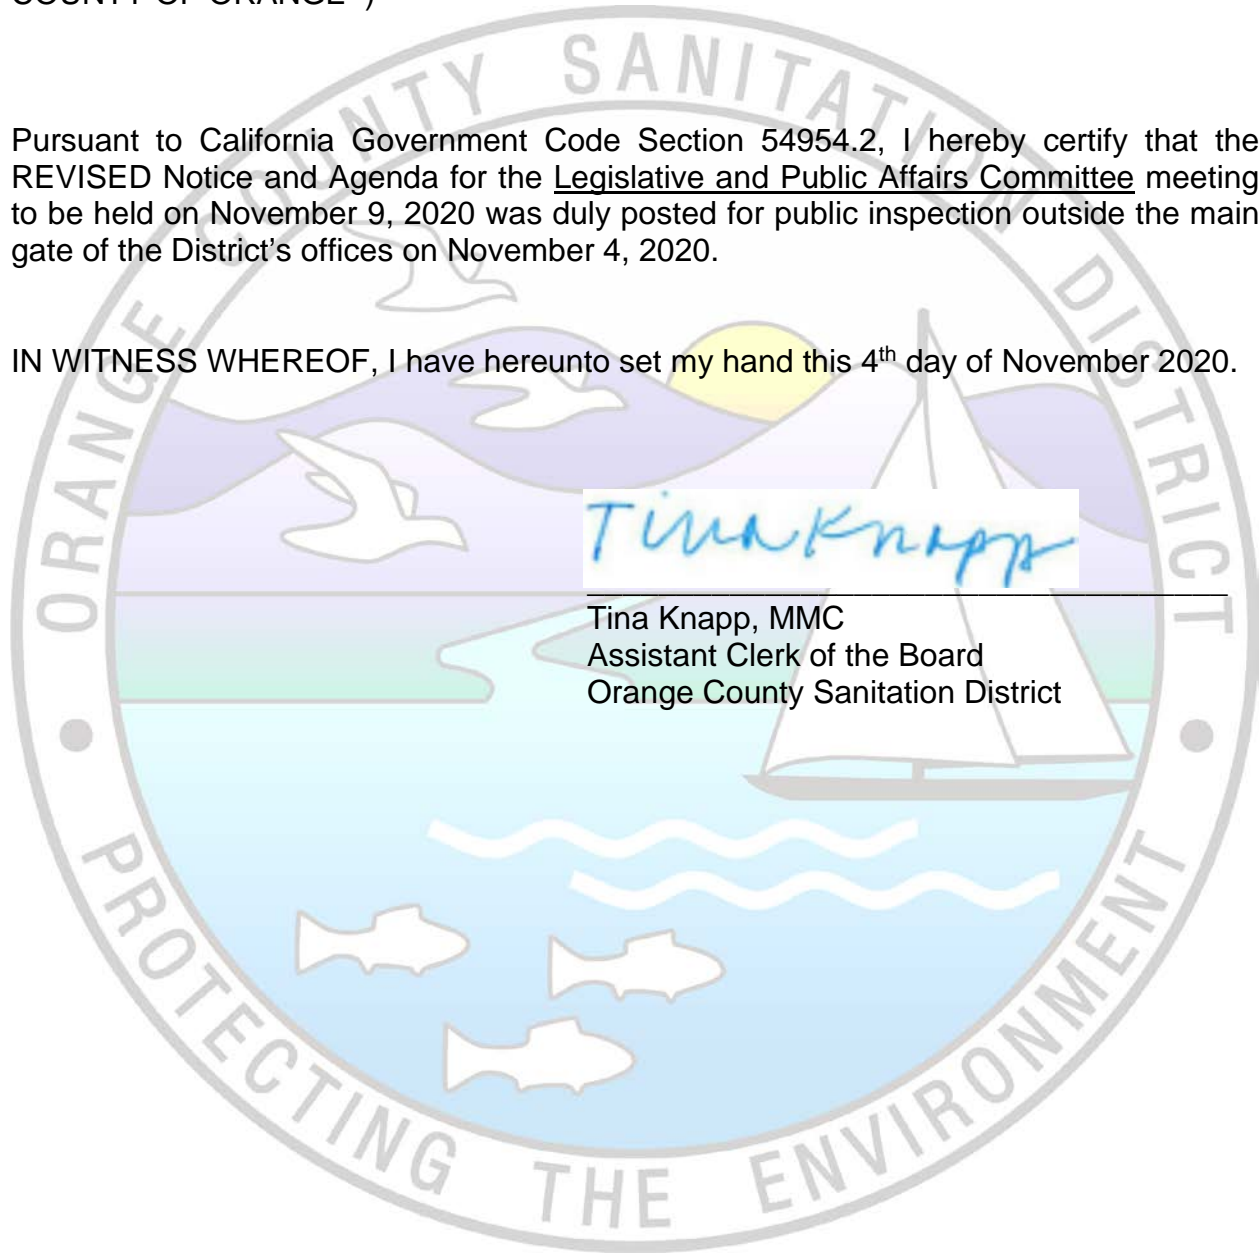 COUNTY OF ORANGE )
Pursuant to California Government Code Section 54954.2, I hereby certify that the
REVISED Notice and Agenda for the Legislative and Public Affairs Committee meeting
to be held on November 9, 2020 was duly posted for public inspection outside the main
gate of the District's offices on November 4, 2020.
IN WITNESS WHEREOF, I have hereunto set my hand this 4th day of November 2020.
Tina Knapp
Tina Knapp, MMC
Assistant Clerk of the Board
Orange County Sanitation District
ORANGE COUNTY SANITATION DISTRICT
PROTECTING THE ENVIRONMENT